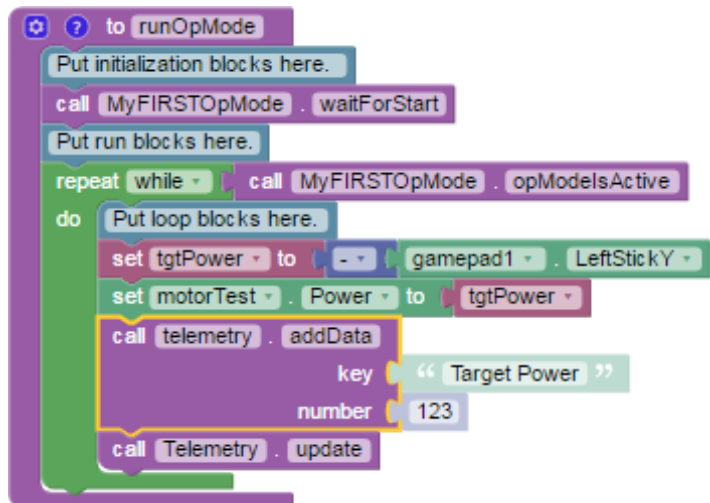 to runOpMode
Put initialization blocks here.
call MyFIRSTOpMode . waitForStart
Put run blocks here.
repeat while call MyFIRSTOpMode . opModeIsActive
do Put loop blocks here.
set tgtPower to - gamepad1 . LeftStickY
set motorTest . Power to tgtPower
call telemetry . addData
key “ Target Power ”
number 123
call Telemetry . update